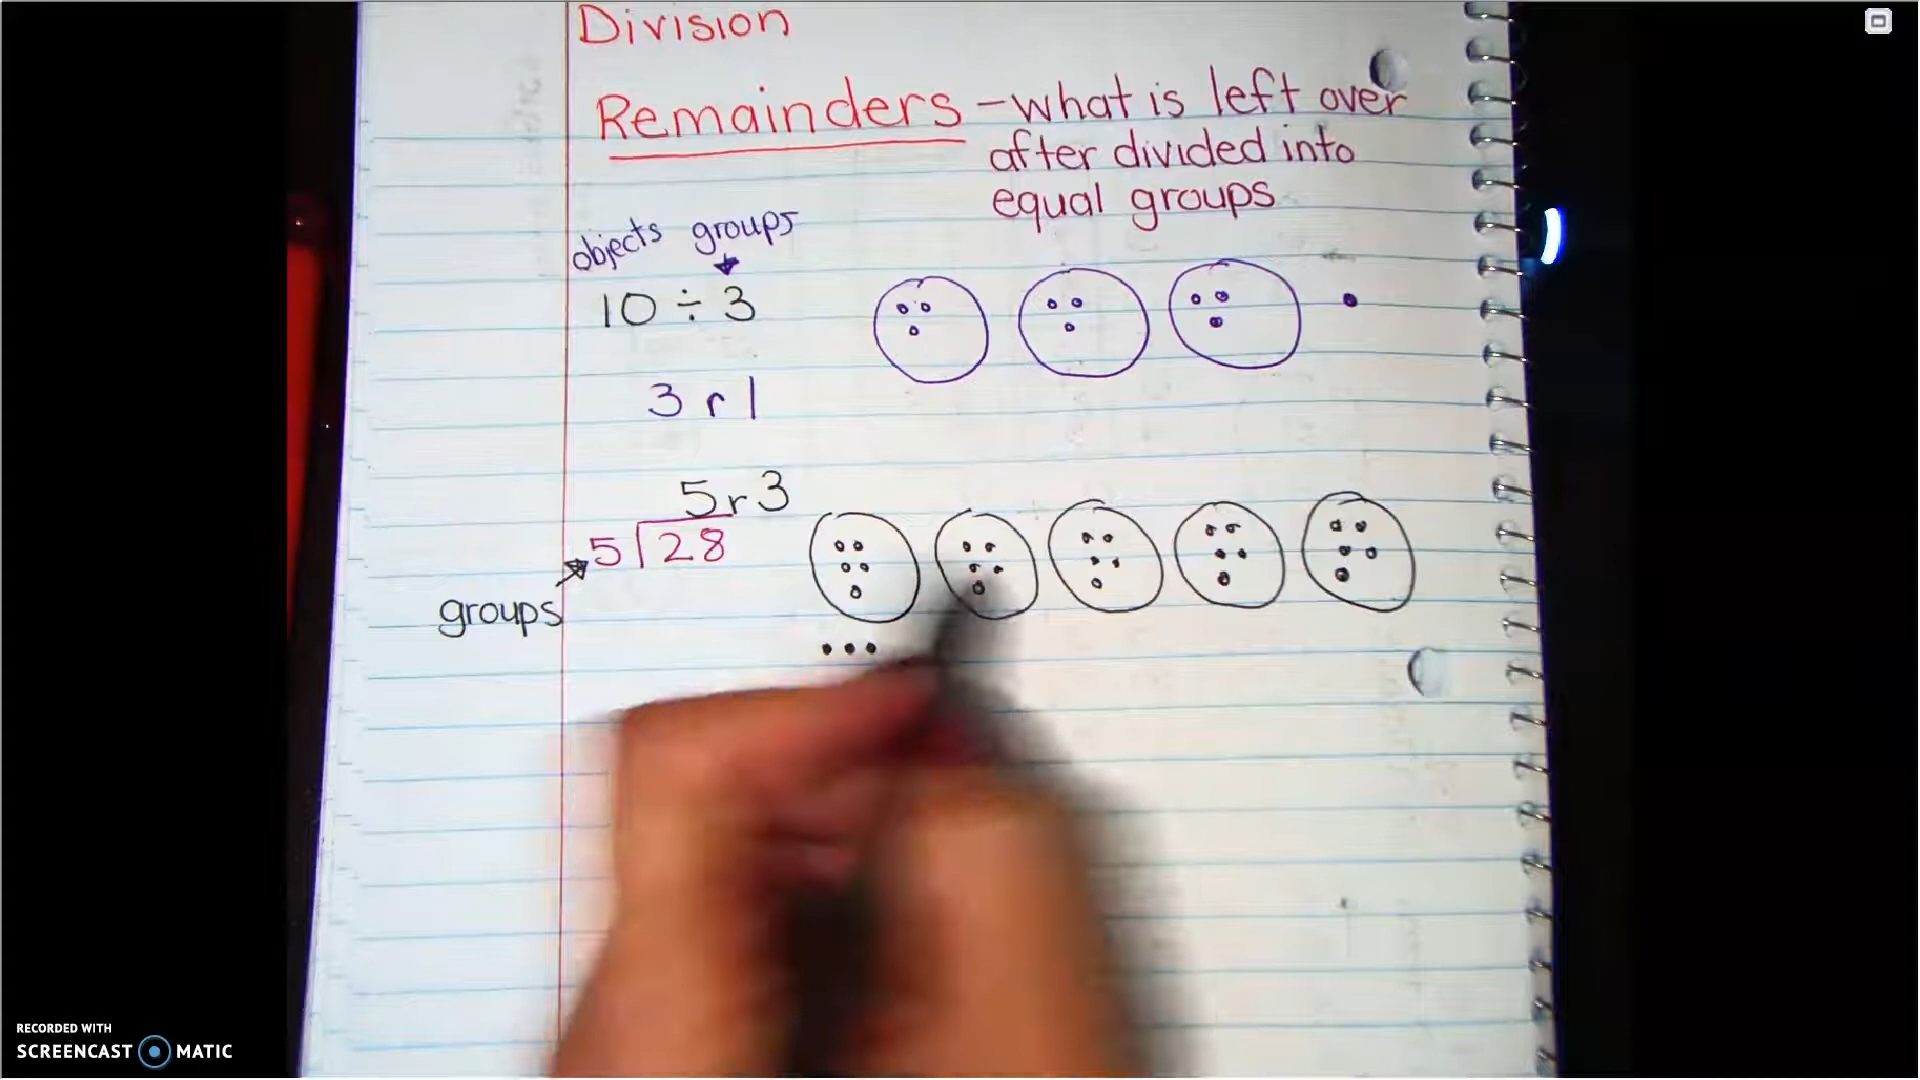 Division
Remainders - what is left over
after divided into
equal groups
objects groups
10 ÷ 3
3 r 1
5 r 3
5 28
groups
RECORDED WITH
SCREENCAST MATIC